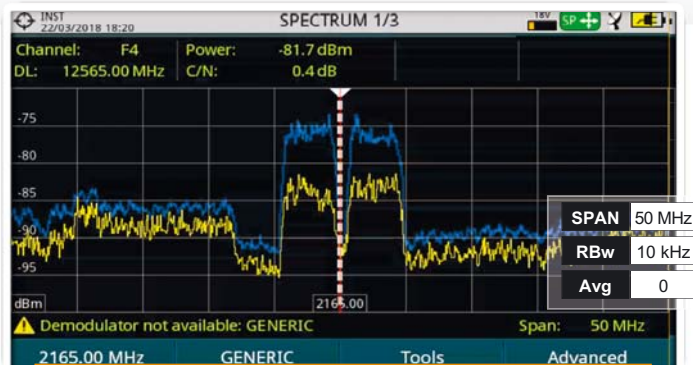 INST
22/03/2018 18:20
SPECTRUM 1/3
18V
SP
Channel: F4 Power: -81.7 dBm
DL: 12565.00 MHz C/N: 0.4 dB
-75
-80
-85
-90
-95
SPAN 50 MHz
RBw 10 kHz
Avg 0
dBm
2165.00
Demodulator not available: GENERIC Span: 50 MHz
2165.00 MHz GENERIC Tools Advanced